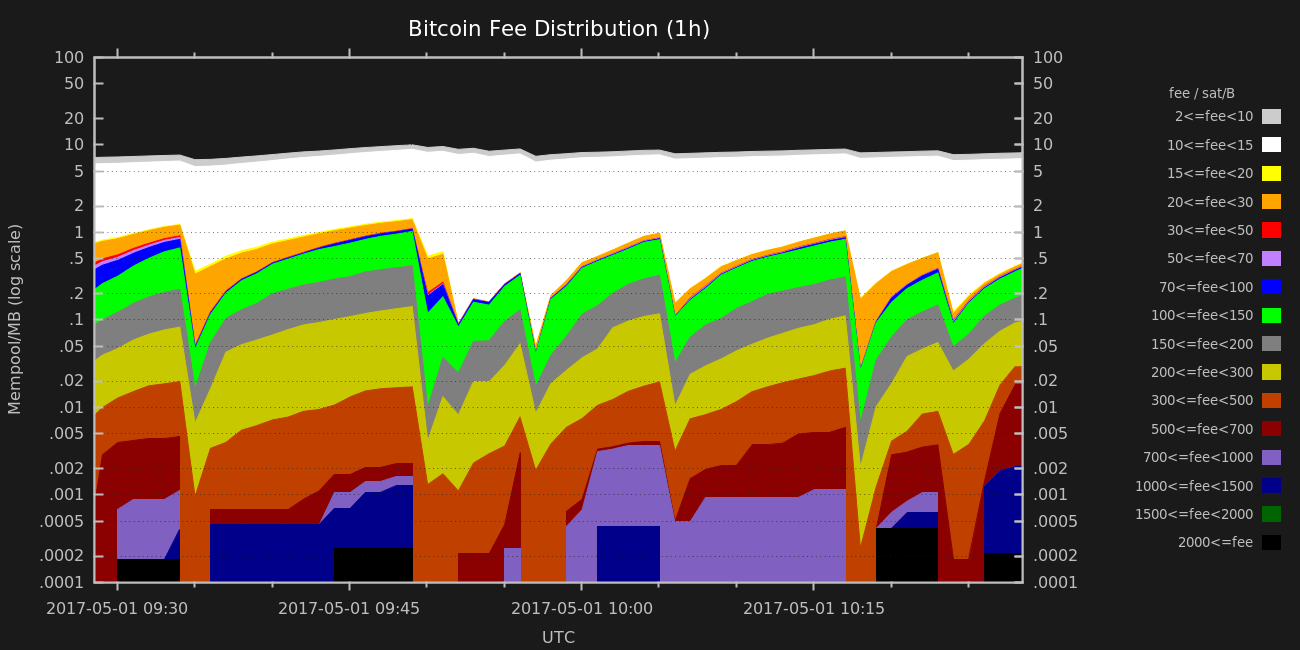 Bitcoin Fee Distribution (1h)
100 100
50 50
20 20
10 10
5 5
2 2
1 1
.5 .5
.2 .2
.1 .1
.05 .05
.02 .02
.01 .01
.005 .005
.002 .002
.001 .001
.0005 .0005
.0002 .0002
.0001 .0001
Mempool/MB (log scale)
2017-05-01 09:30 2017-05-01 09:45 2017-05-01 10:00 2017-05-01 10:15
UTC
fee / sat/B
2<=fee<10
10<=fee<15
15<=fee<20
20<=fee<30
30<=fee<50
50<=fee<70
70<=fee<100
100<=fee<150
150<=fee<200
200<=fee<300
300<=fee<500
500<=fee<700
700<=fee<1000
1000<=fee<1500
1500<=fee<2000
2000<=fee